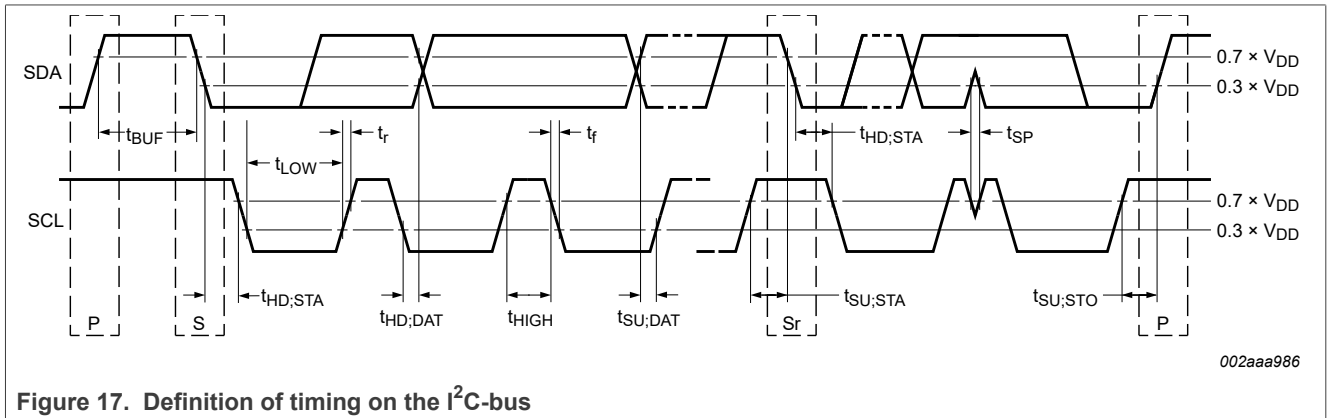 SDA
0.7 × VDD
0.3 × VDD
tBUF
tr
tf
tHD;STA
tSP
tLOW
SCL
0.7 × VDD
0.3 × VDD
tHD;STA
tHD;DAT
tHIGH
tSU;DAT
tSU;STA
tSU;STO
P
S
Sr
P
002aaa986
Figure 17. Definition of timing on the I²C-bus